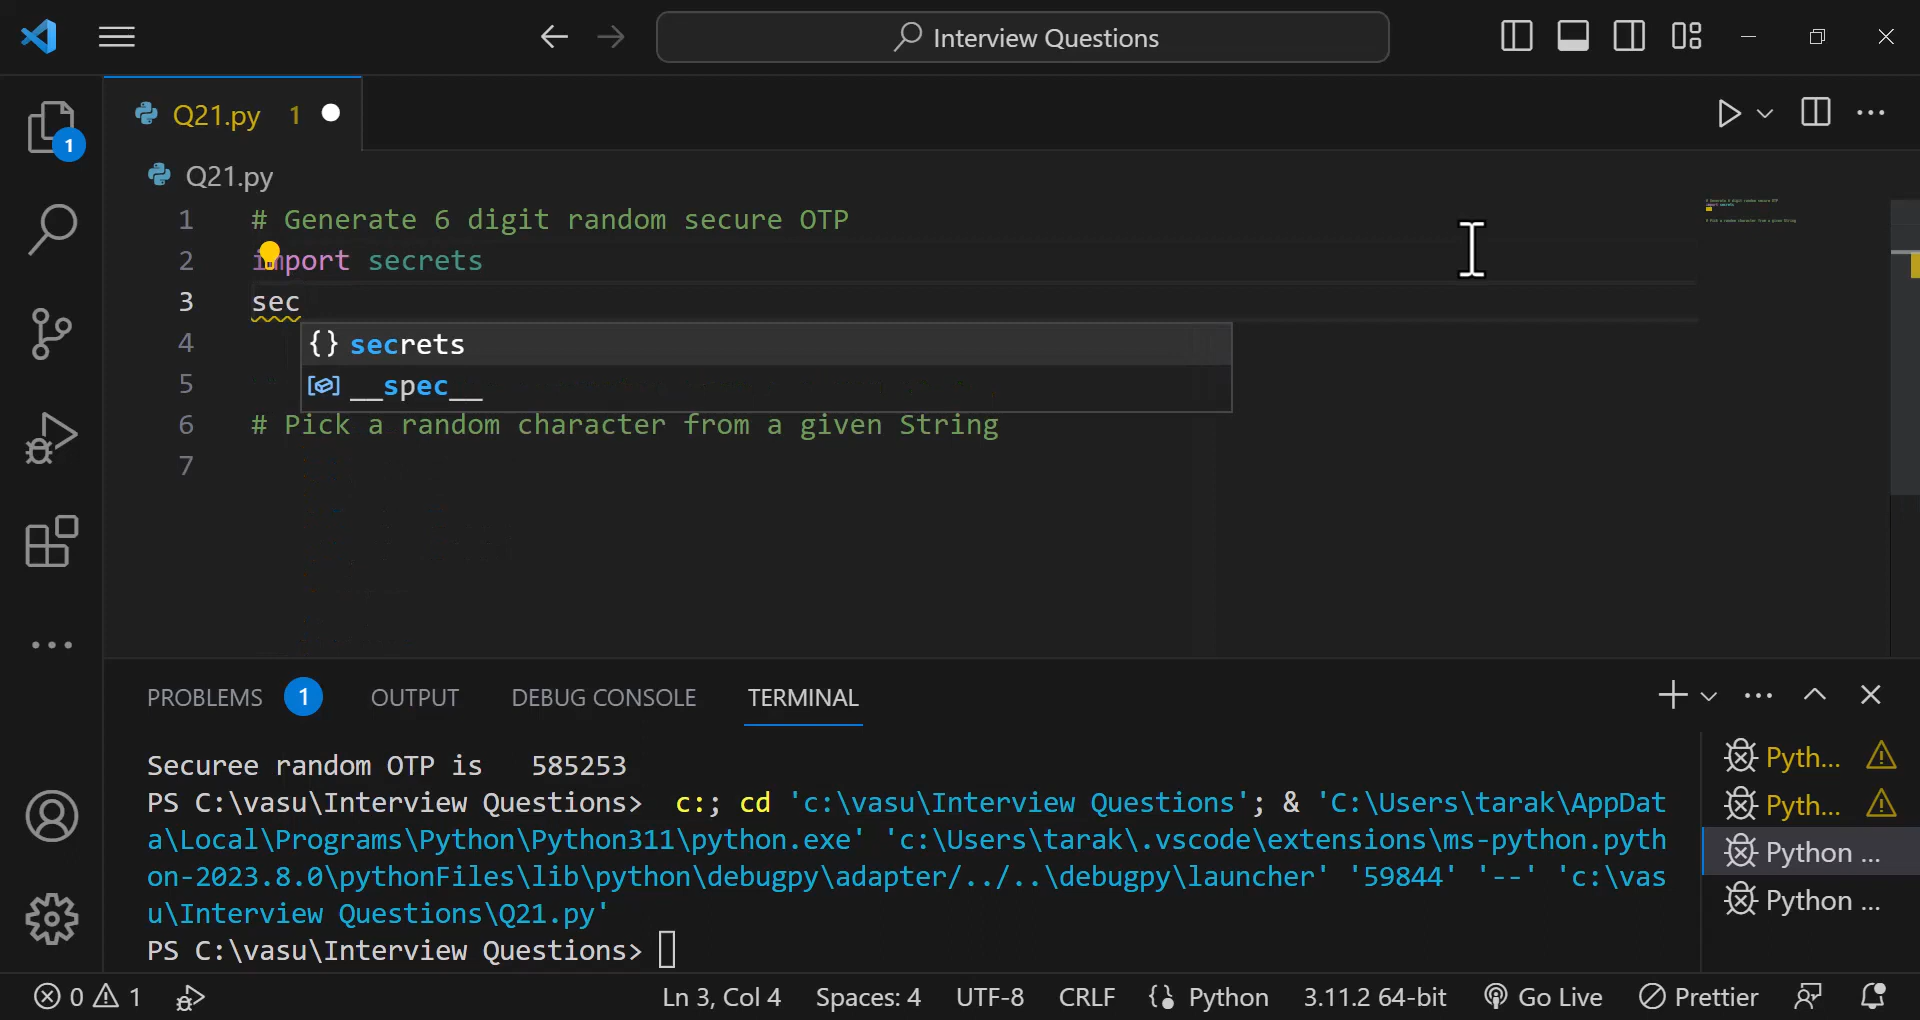 Interview Questions
Q21.py 1
1
Q21.py
1 # Generate 6 digit random secure OTP
2 import secrets
3 sec
4 {} secrets
5 __spec__
6 # Pick a random character from a given String
7
PROBLEMS 1 OUTPUT DEBUG CONSOLE TERMINAL
Securee random OTP is   585253
PS C:\vasu\Interview Questions>  c:; cd 'c:\vasu\Interview Questions'; & 'C:\Users\tarak\AppDat
a\Local\Programs\Python\Python311\python.exe' 'c:\Users\tarak\.vscode\extensions\ms-python.pyth
on-2023.8.0\pythonFiles\lib\python\debugpy\adapter/../..\debugpy\launcher' '59844' '--' 'c:\vas
u\Interview Questions\Q21.py'
PS C:\vasu\Interview Questions>
Pyth...
Pyth...
Python ...
Python ...
0 1 Ln 3, Col 4 Spaces: 4 UTF-8 CRLF {} Python 3.11.2 64-bit Go Live Prettier